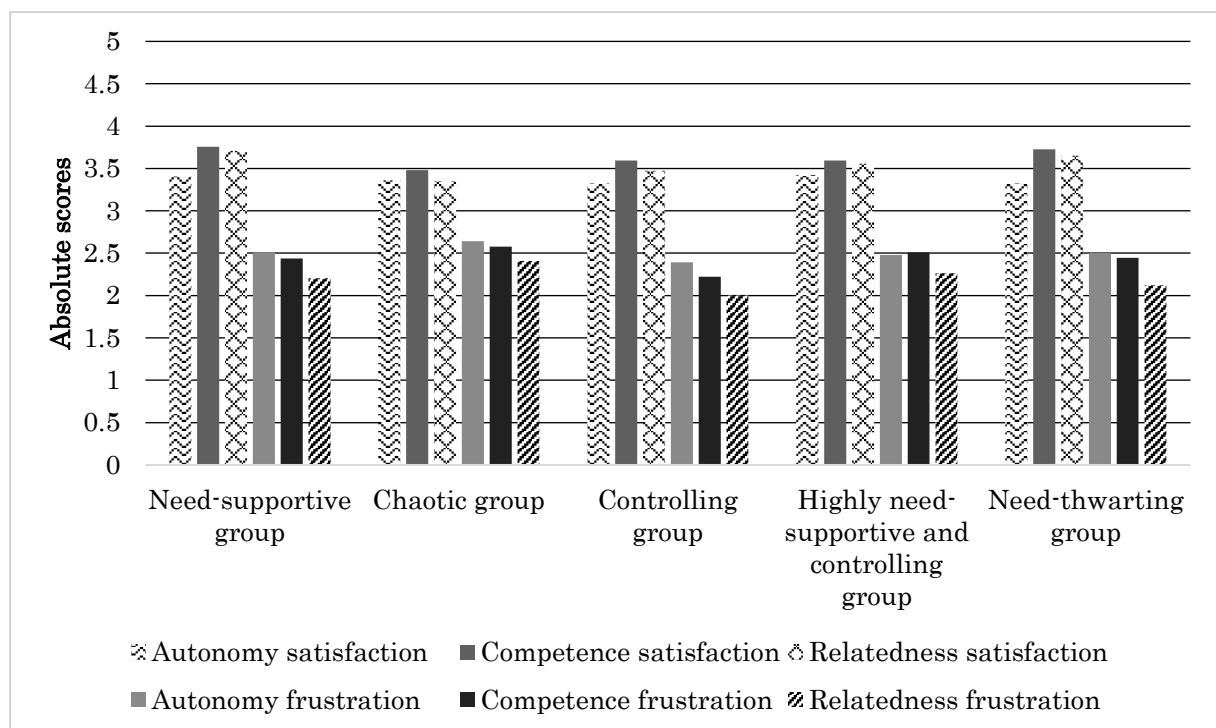 5
4.5
4
3.5
3
2.5
2
1.5
1
0.5
0
Absolute scores
Need-supportive
group
Chaotic group
Controlling
group
Highly need-
supportive and
controlling
group
Need-thwarting
group
Autonomy satisfaction
Competence satisfaction
Relatedness satisfaction
Autonomy frustration
Competence frustration
Relatedness frustration